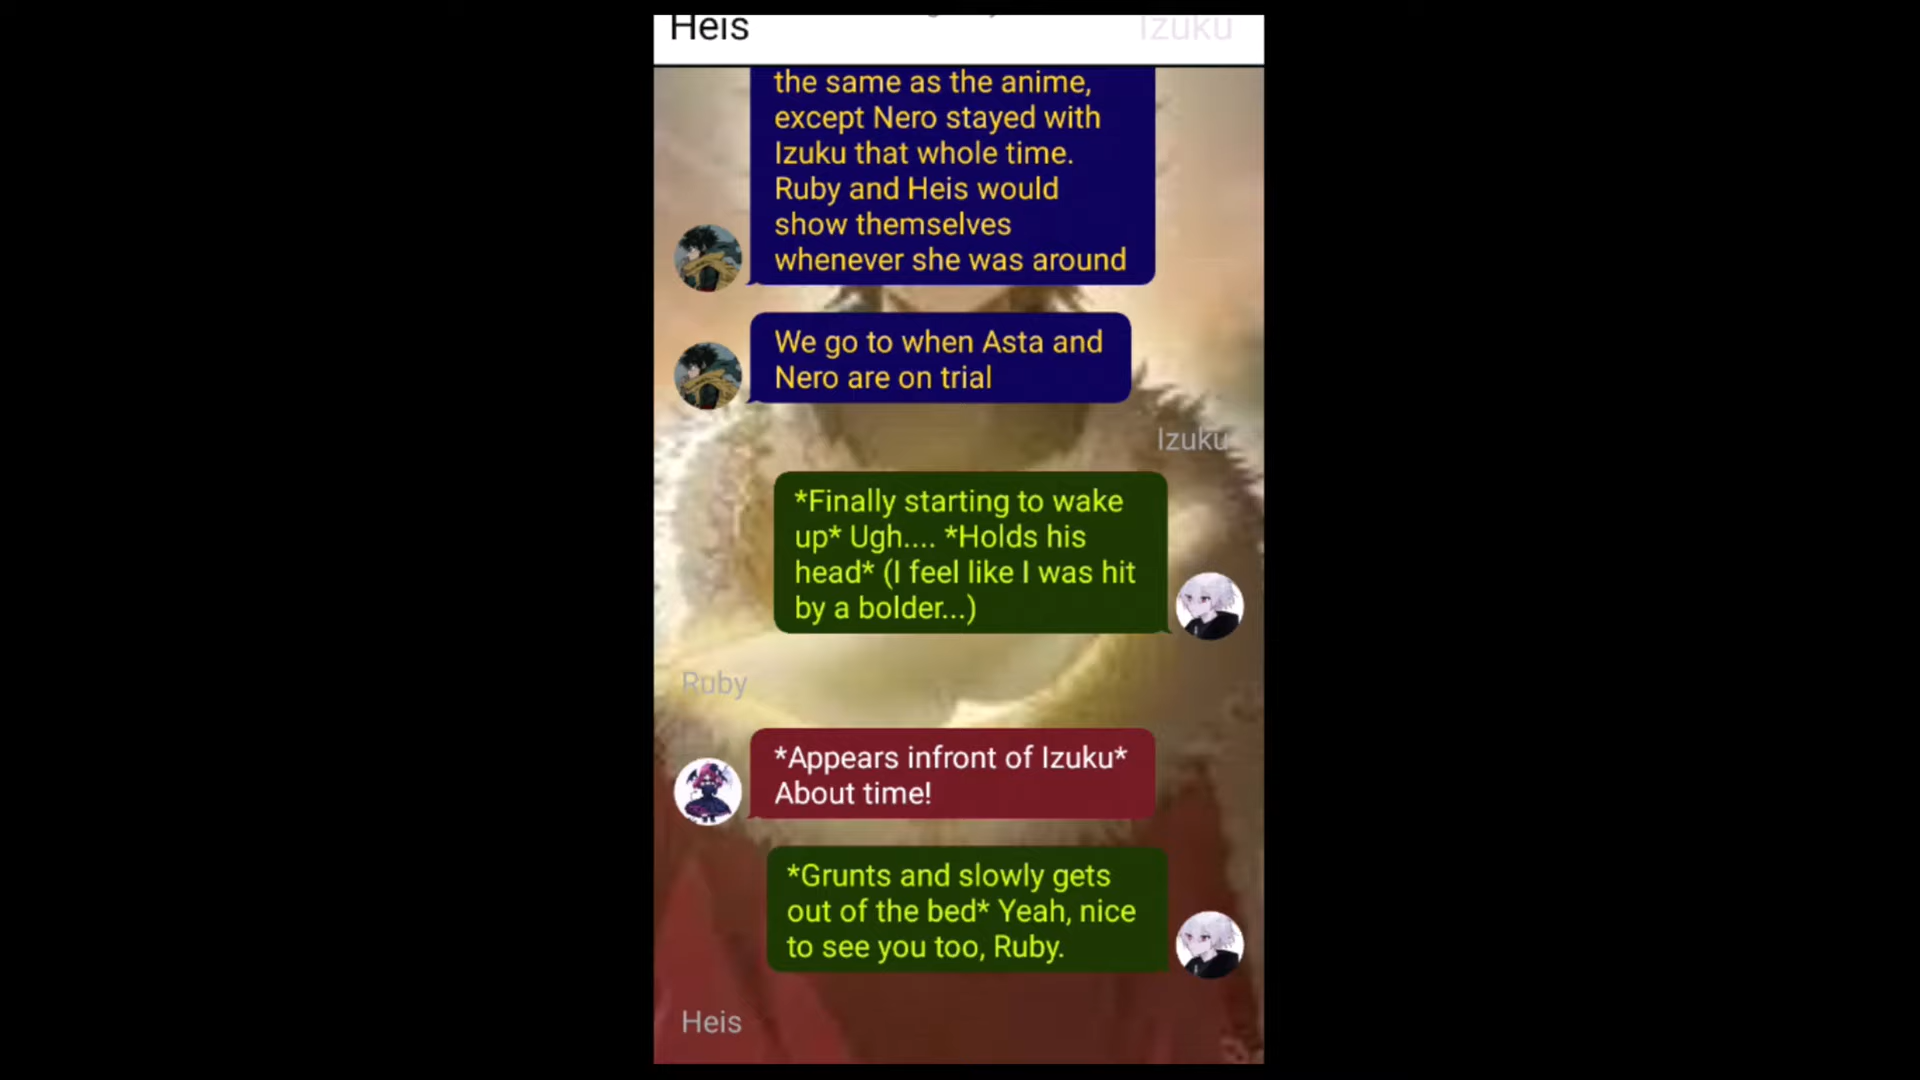 Heis
Izuku
the same as the anime,
except Nero stayed with
Izuku that whole time.
Ruby and Heis would
show themselves
whenever she was around
We go to when Asta and
Nero are on trial
Izuku
*Finally starting to wake
up* Ugh.... *Holds his
head* (I feel like I was hit
by a bolder...)
Ruby
*Appears infront of Izuku*
About time!
*Grunts and slowly gets
out of the bed* Yeah, nice
to see you too, Ruby.
Heis